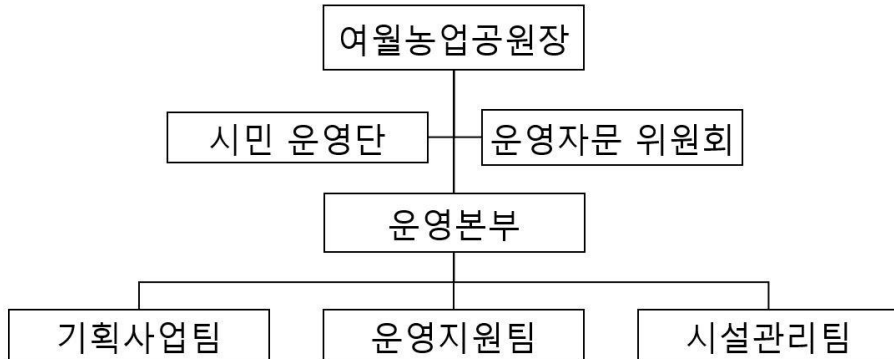 여월농업공원장
시민 운영단
운영자문 위원회
운영본부
기획사업팀
운영지원팀
시설관리팀